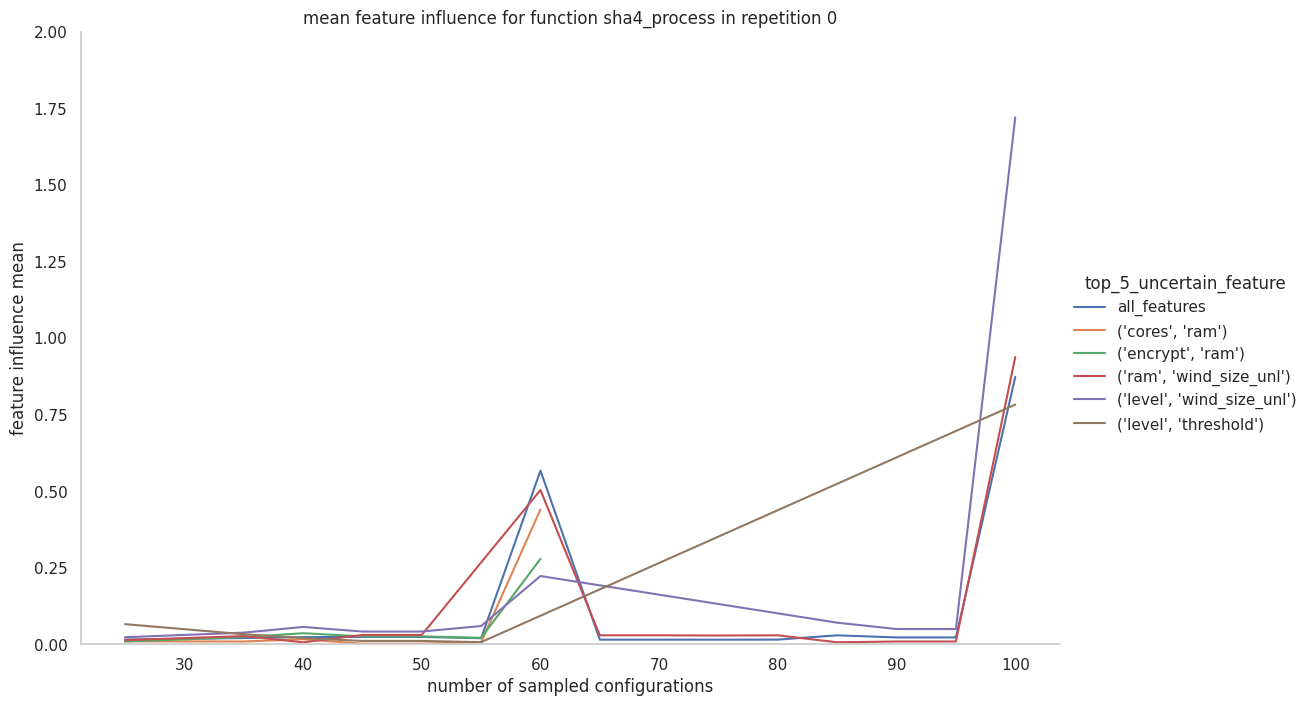 mean feature influence for function sha4_process in repetition 0
2.00
1.75
1.50
1.25
1.00
0.75
0.50
0.25
0.00
feature influence mean
30 40 50 60 70 80 90 100
number of sampled configurations
top_5_uncertain_feature
all_features
('cores', 'ram')
('encrypt', 'ram')
('ram', 'wind_size_unl')
('level', 'wind_size_unl')
('level', 'threshold')